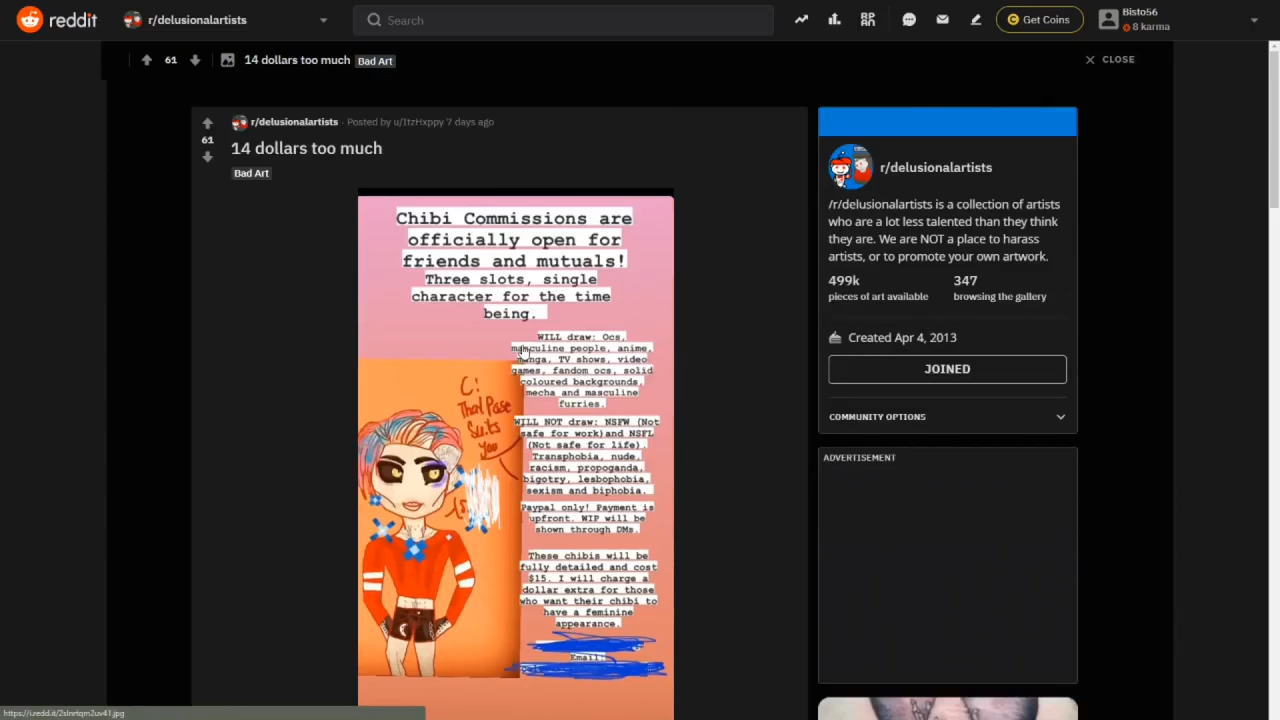 reddit
r/delusionalartists
Search
Get Coins
Bisto56
8 karma
61
14 dollars too much
Bad Art
CLOSE
r/delusionalartists · Posted by u/ItzHxppy 7 days ago
61
14 dollars too much
Bad Art
Chibi Commissions are
officially open for
friends and mutuals!
Three slots, single
character for the time
being.
WILL draw: Ocs,
masculine people, anime,
manga, TV shows, video
games, fandom ocs, solid
coloured backgrounds,
mecha and masculine
furries.
C:
That Pose
Suits
you
WILL NOT draw: NSFW (Not
safe for work)and NSFL
(Not safe for life).
Transphobia, nude,
racism, propoganda,
bigotry, lesbophobia,
sexism and biphobia.
Paypal only! Payment is
upfront. WIP will be
shown through DMs.
These chibis will be
fully detailed and cost
$15. I will charge a
dollar extra for those
who want their chibi to
have a feminine
appearance.
Email:
r/delusionalartists
/r/delusionalartists is a collection of artists
who are a lot less talented than they think
they are. We are NOT a place to harass
artists, or to promote your own artwork.
499k
347
pieces of art available
browsing the gallery
Created Apr 4, 2013
JOINED
COMMUNITY OPTIONS
ADVERTISEMENT